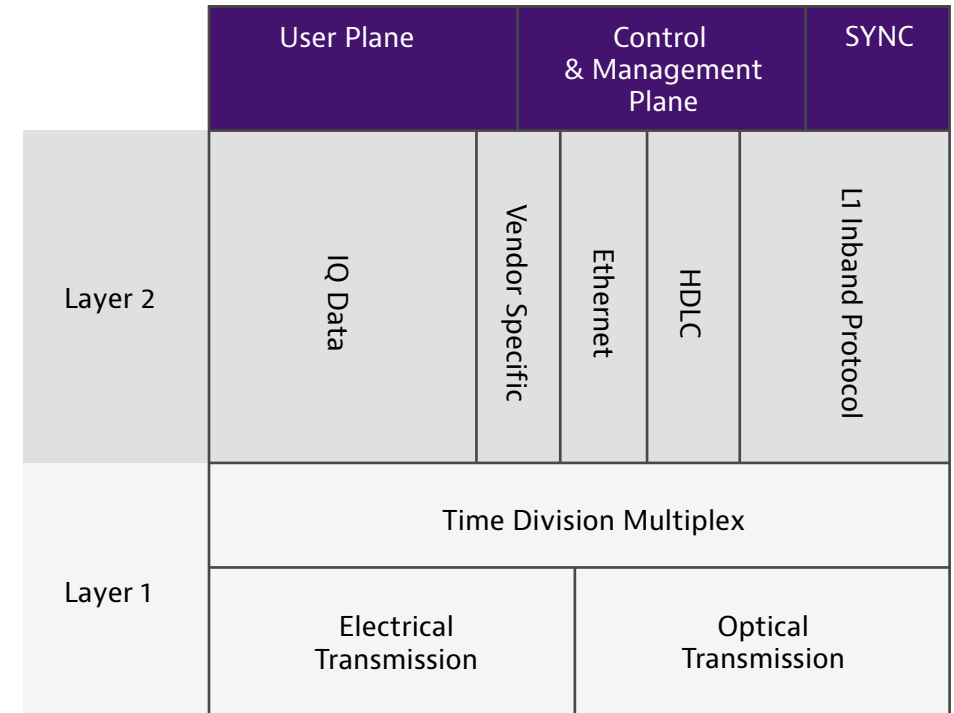 User Plane
Control
& Management
Plane
SYNC
Layer 2
IQ Data
Vendor Specific
Ethernet
HDLC
L1 Inband Protocol
Time Division Multiplex
Layer 1
Electrical
Transmission
Optical
Transmission